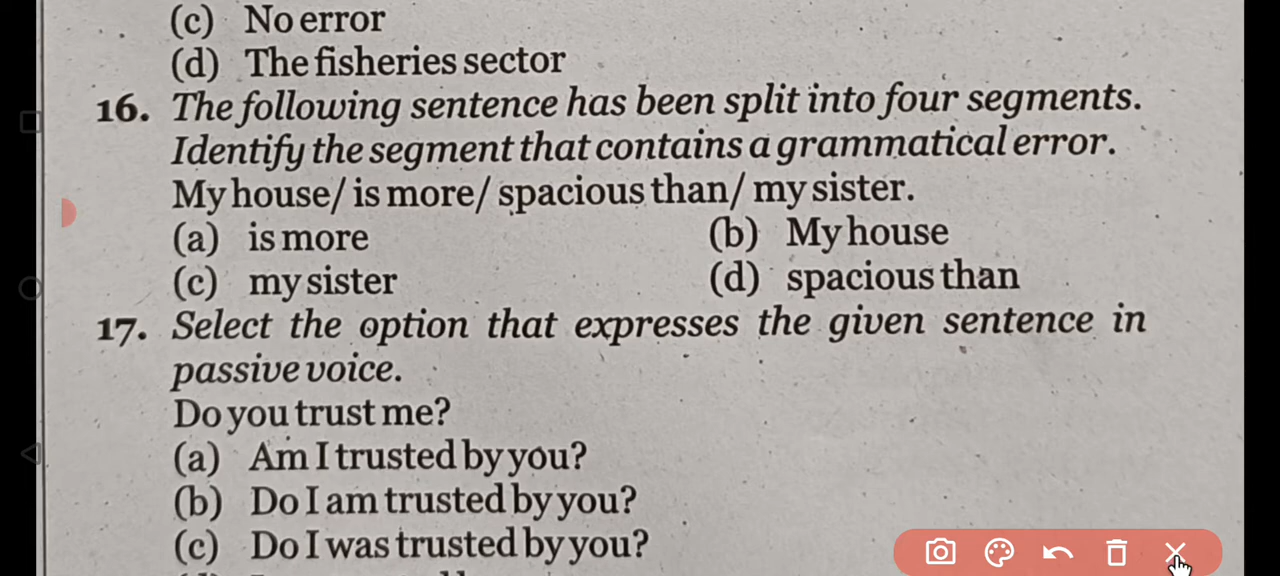 (c) No error
(d) The fisheries sector
16. The following sentence has been split into four segments.
Identify the segment that contains a grammatical error.
My house/ is more/ spacious than/ my sister.
(a) is more (b) My house
(c) my sister (d) spacious than
17. Select the option that expresses the given sentence in
passive voice.
Do you trust me?
(a) Am I trusted by you?
(b) Do I am trusted by you?
(c) Do I was trusted by you?